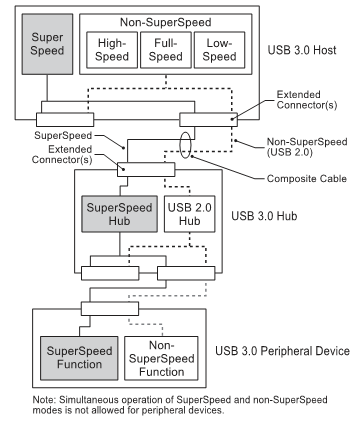 Super
Speed
Non-SuperSpeed
High-
Speed
Full-
Speed
Low-
Speed
USB 3.0 Host
Extended
Connector(s)
SuperSpeed
Extended
Connector(s)
Non-SuperSpeed
(USB 2.0)
Composite Cable
SuperSpeed
Hub
USB 2.0
Hub
USB 3.0 Hub
SuperSpeed
Function
Non-
SuperSpeed
Function
USB 3.0 Peripheral Device
Note: Simultaneous operation of SuperSpeed and non-SuperSpeed
modes is not allowed for peripheral devices.